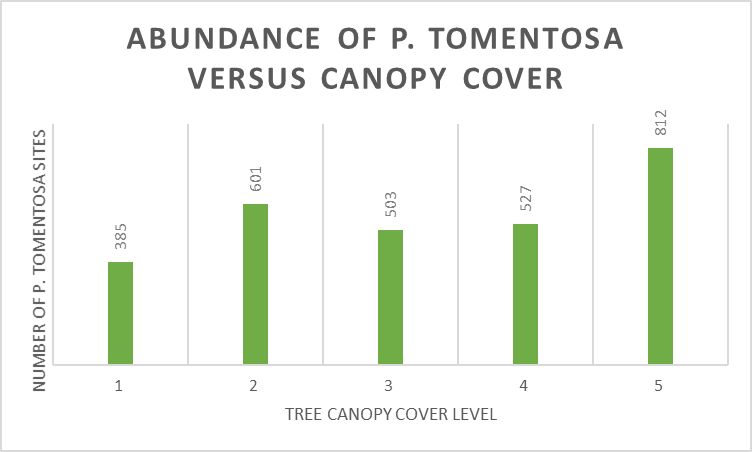 ABUNDANCE OF P. TOMENTOSA
VERSUS CANOPY COVER
NUMBER OF P. TOMENTOSA SITES
385
601
503
527
812
1
2
3
4
5
TREE CANOPY COVER LEVEL